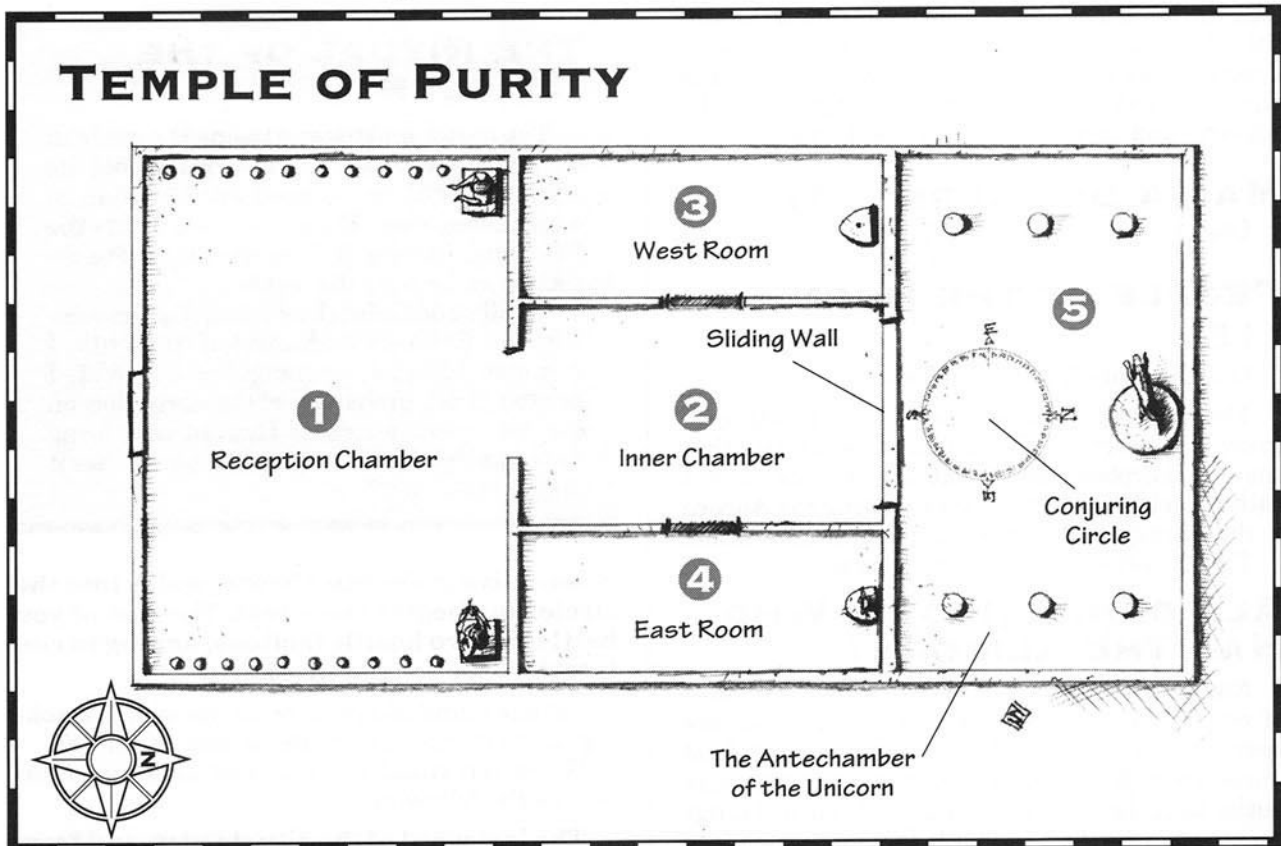 TEMPLE OF PURITY
3
West Room
5
Sliding Wall
E
N
1
Reception Chamber
2
Inner Chamber
Conjuring
Circle
4
East Room
The Antechamber
of the Unicorn
N